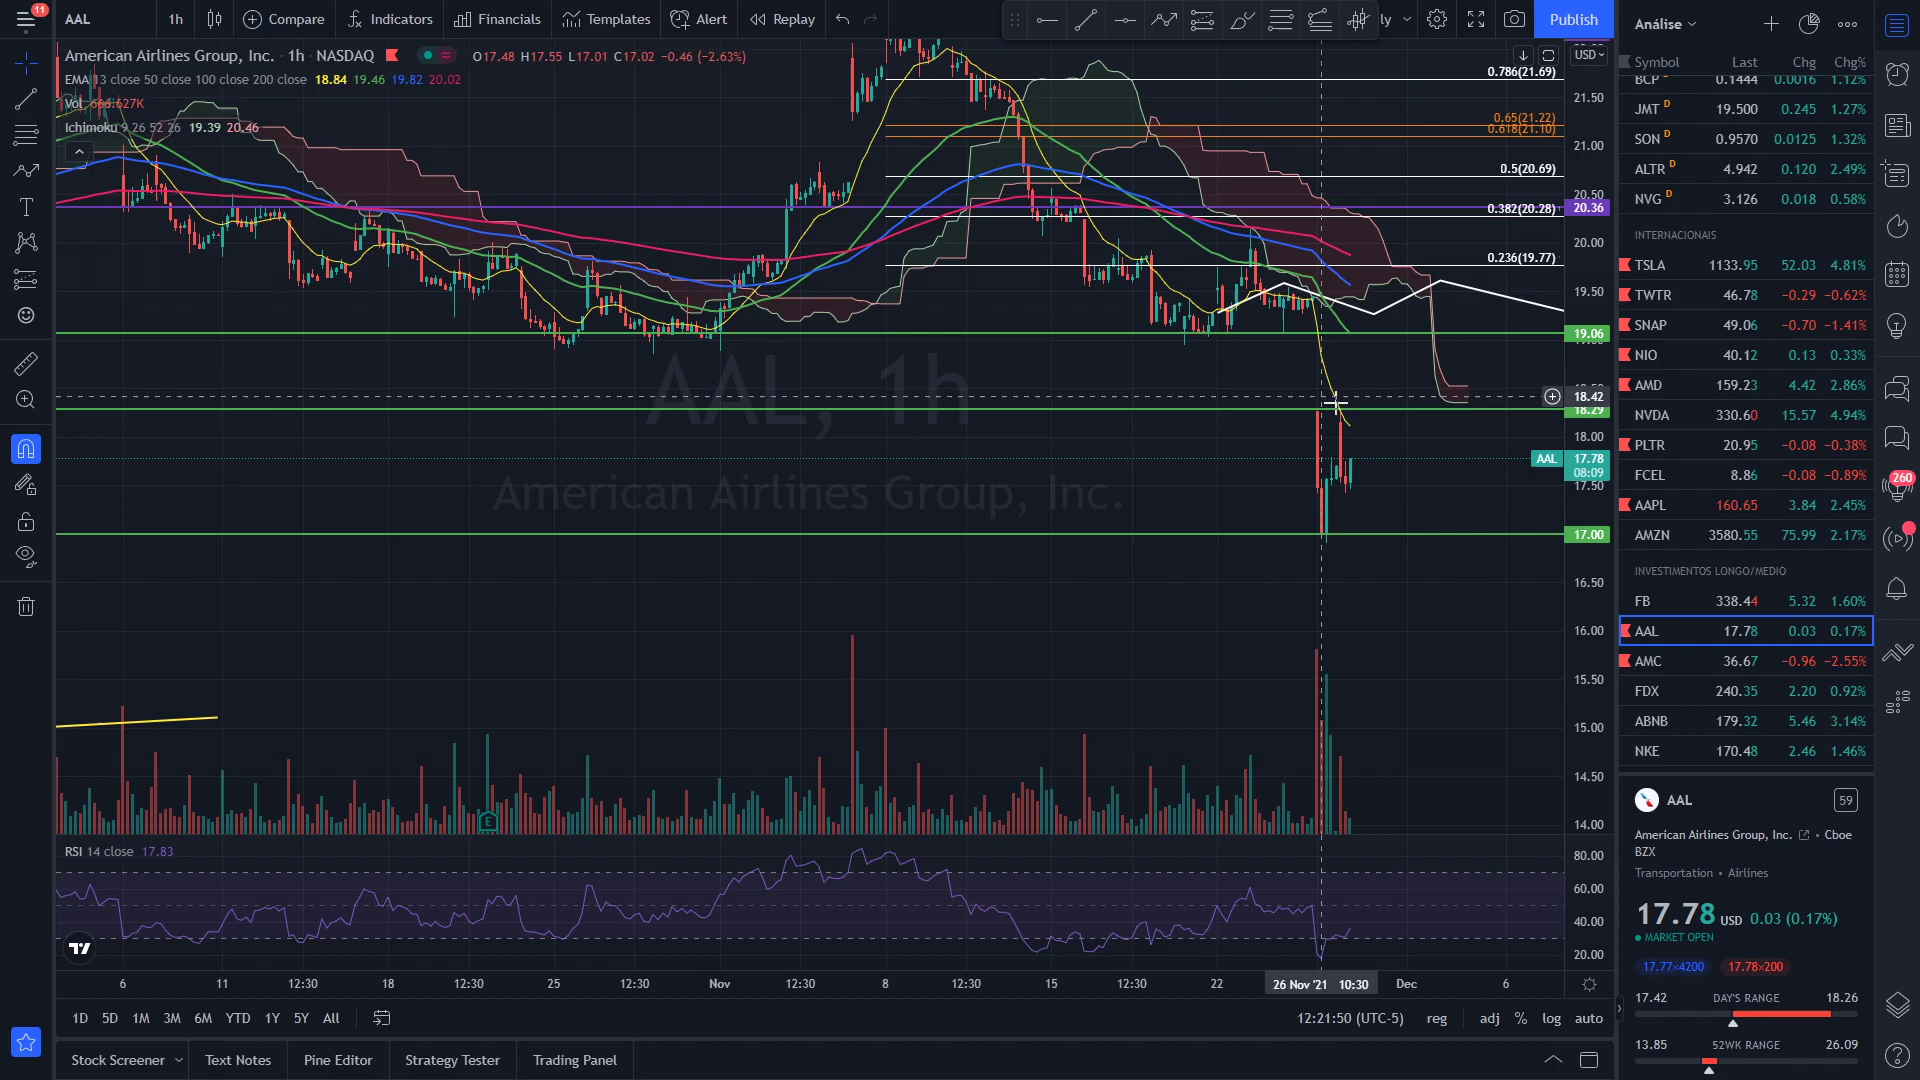 11
AAL
1h
Compare
Indicators
Financials
Templates
Alert
Replay
ly
Publish
American Airlines Group, Inc. · 1h · NASDAQ
O17.48 H17.55 L17.01 C17.02 −0.46 (−2.63%)
EMA 13 close 50 close 100 close 200 close 18.84 19.46 19.82 20.02
Vol 666.627K
Ichimoku 9 26 52 26 19.39 20.46
USD
0.786(21.69)
0.65(21.22)
0.618(21.10)
0.5(20.69)
0.382(20.28)
0.236(19.77)
21.50
21.00
20.50
20.36
20.00
19.50
19.06
18.42
18.29
18.00
AAL 17.78
08:09
17.50
17.00
16.50
16.00
15.50
15.00
14.50
14.00
AAL, 1h
American Airlines Group, Inc.
E
RSI 14 close 17.83
80.00
60.00
40.00
20.00
6
11
12:30
18
12:30
25
12:30
Nov
12:30
8
12:30
15
12:30
22
26 Nov '21 10:30
Dec
6
1D 5D 1M 3M 6M YTD 1Y 5Y All
12:21:50 (UTC-5) reg adj % log auto
Stock Screener
Text Notes
Pine Editor
Strategy Tester
Trading Panel
Análise
Symbol Last Chg Chg%
BCP 0.1444 0.0016 1.12%
JMT D 19.500 0.245 1.27%
SON D 0.9570 0.0125 1.32%
ALTR D 4.942 0.120 2.49%
NVG D 3.126 0.018 0.58%
INTERNACIONAIS
TSLA 1133.95 52.03 4.81%
TWTR 46.78 −0.29 −0.62%
SNAP 49.06 −0.70 −1.41%
NIO 40.12 0.13 0.33%
AMD 159.23 4.42 2.86%
NVDA 330.60 15.57 4.94%
PLTR 20.95 −0.08 −0.38%
FCEL 8.86 −0.08 −0.89%
AAPL 160.65 3.84 2.45%
AMZN 3580.55 75.99 2.17%
INVESTIMENTOS LONGO/MEDIO
FB 338.44 5.32 1.60%
AAL 17.78 0.03 0.17%
AMC 36.67 −0.96 −2.55%
FDX 240.35 2.20 0.92%
ABNB 179.32 5.46 3.14%
NKE 170.48 2.46 1.46%
AAL
59
American Airlines Group, Inc. • Cboe
BZX
Transportation • Airlines
17.78 USD 0.03 (0.17%)
MARKET OPEN
17.77×4200 17.78×200
17.42 DAY'S RANGE 18.26
13.85 52WK RANGE 26.09
260